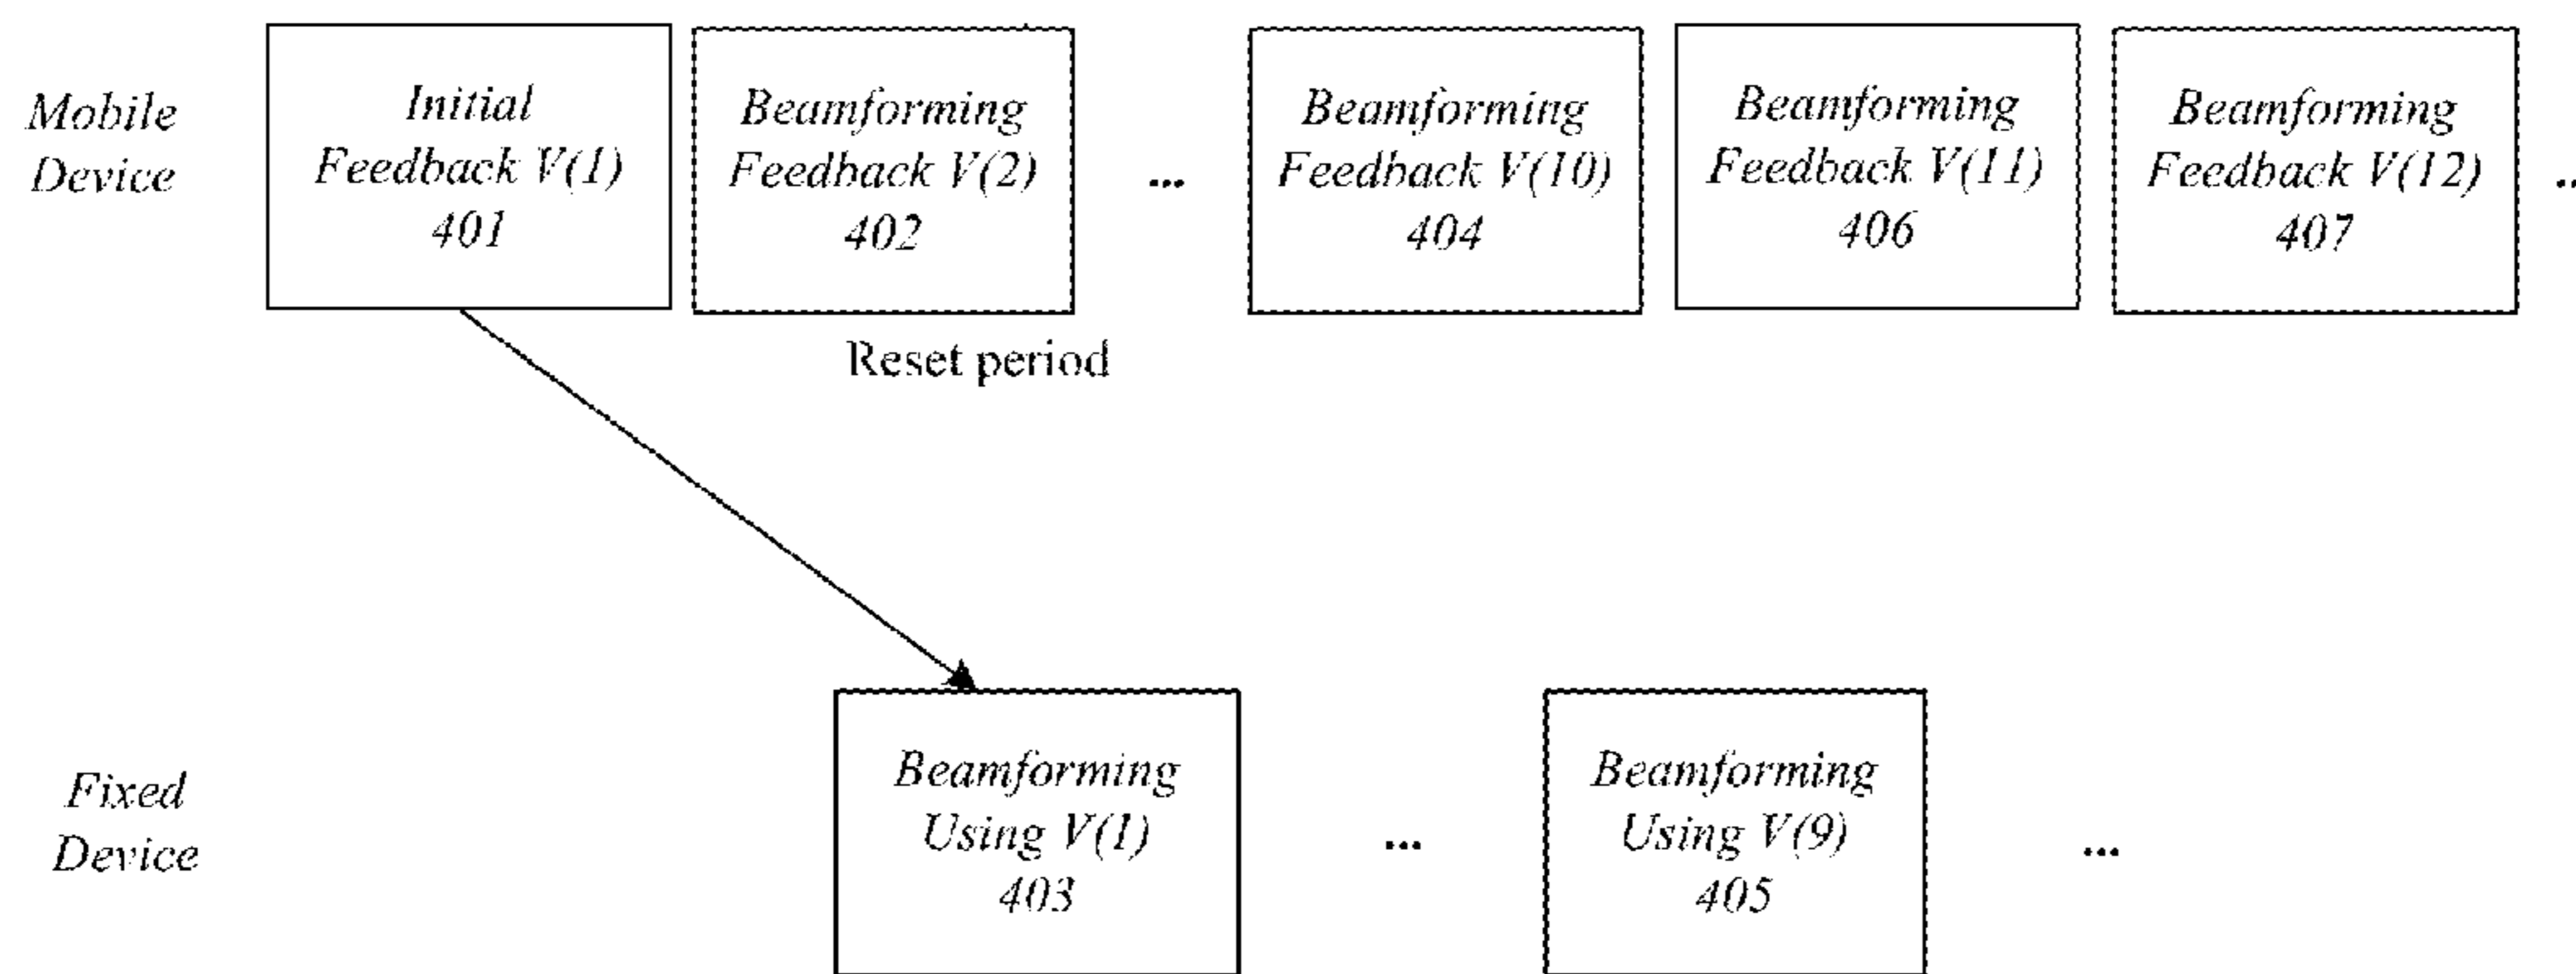 Mobile
Device
Initial
Feedback V(1)
401
Beamforming
Feedback V(2)
402
...
Beamforming
Feedback V(10)
404
Beamforming
Feedback V(11)
406
Beamforming
Feedback V(12)
407
...
Reset period
Fixed
Device
Beamforming
Using V(1)
403
...
Beamforming
Using V(9)
405
...